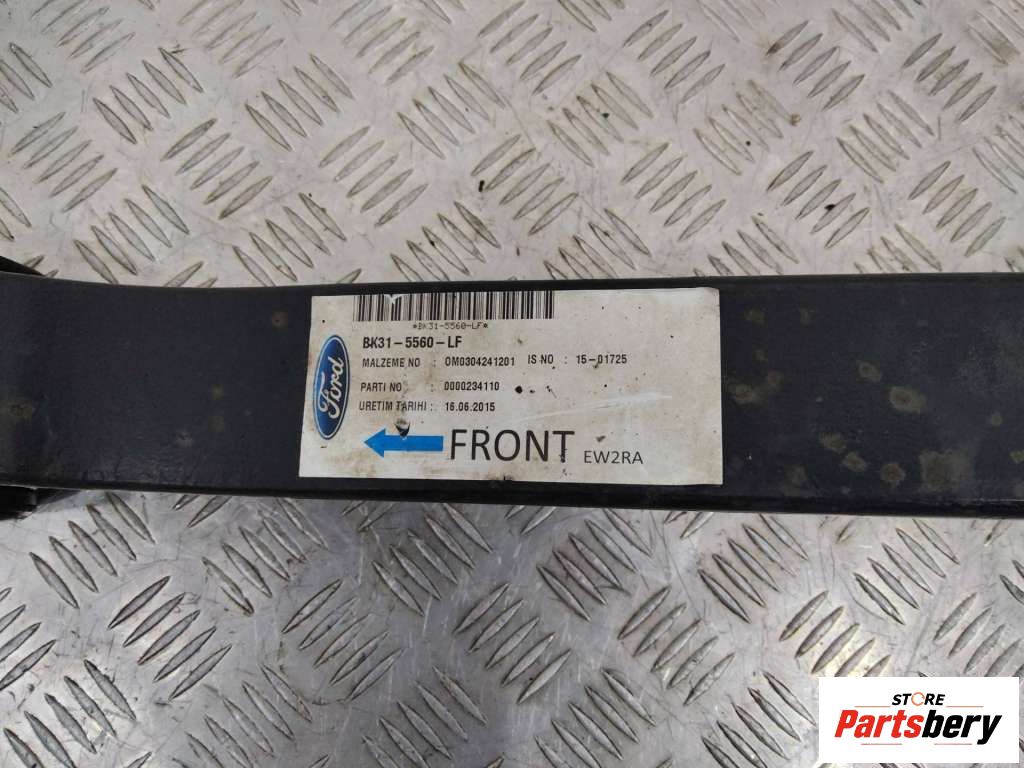 *BK31-5560-LF*
BK31-5560-LF
MALZEME NO : OM0304241201 IS NO : 15-01725
PARTI NO : 0000234110
URETIM TARIHI : 16.06.2015
Ford
FRONT EW2RA
STORE
Partsbery